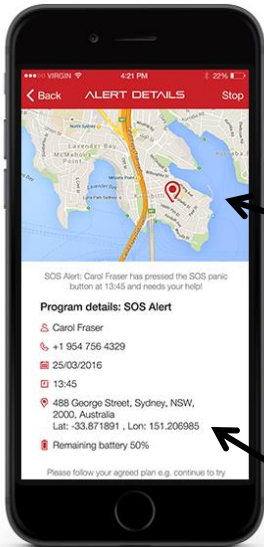 VIRGIN 4:21 PM 22%
Back ALERT DETAILS Stop
North Sydney
Lavender Bay
McMahons Point
Kirribilli
SOS Alert: Carol Fraser has pressed the SOS panic
button at 13:45 and needs your help!
Program details: SOS Alert
Carol Fraser
+1 954 756 4329
25/03/2016
13:45
488 George Street, Sydney, NSW,
2000, Australia
Lat: -33.871891 , Lon: 151.206985
Remaining battery 50%
Please follow your agreed plan e.g. continue to try